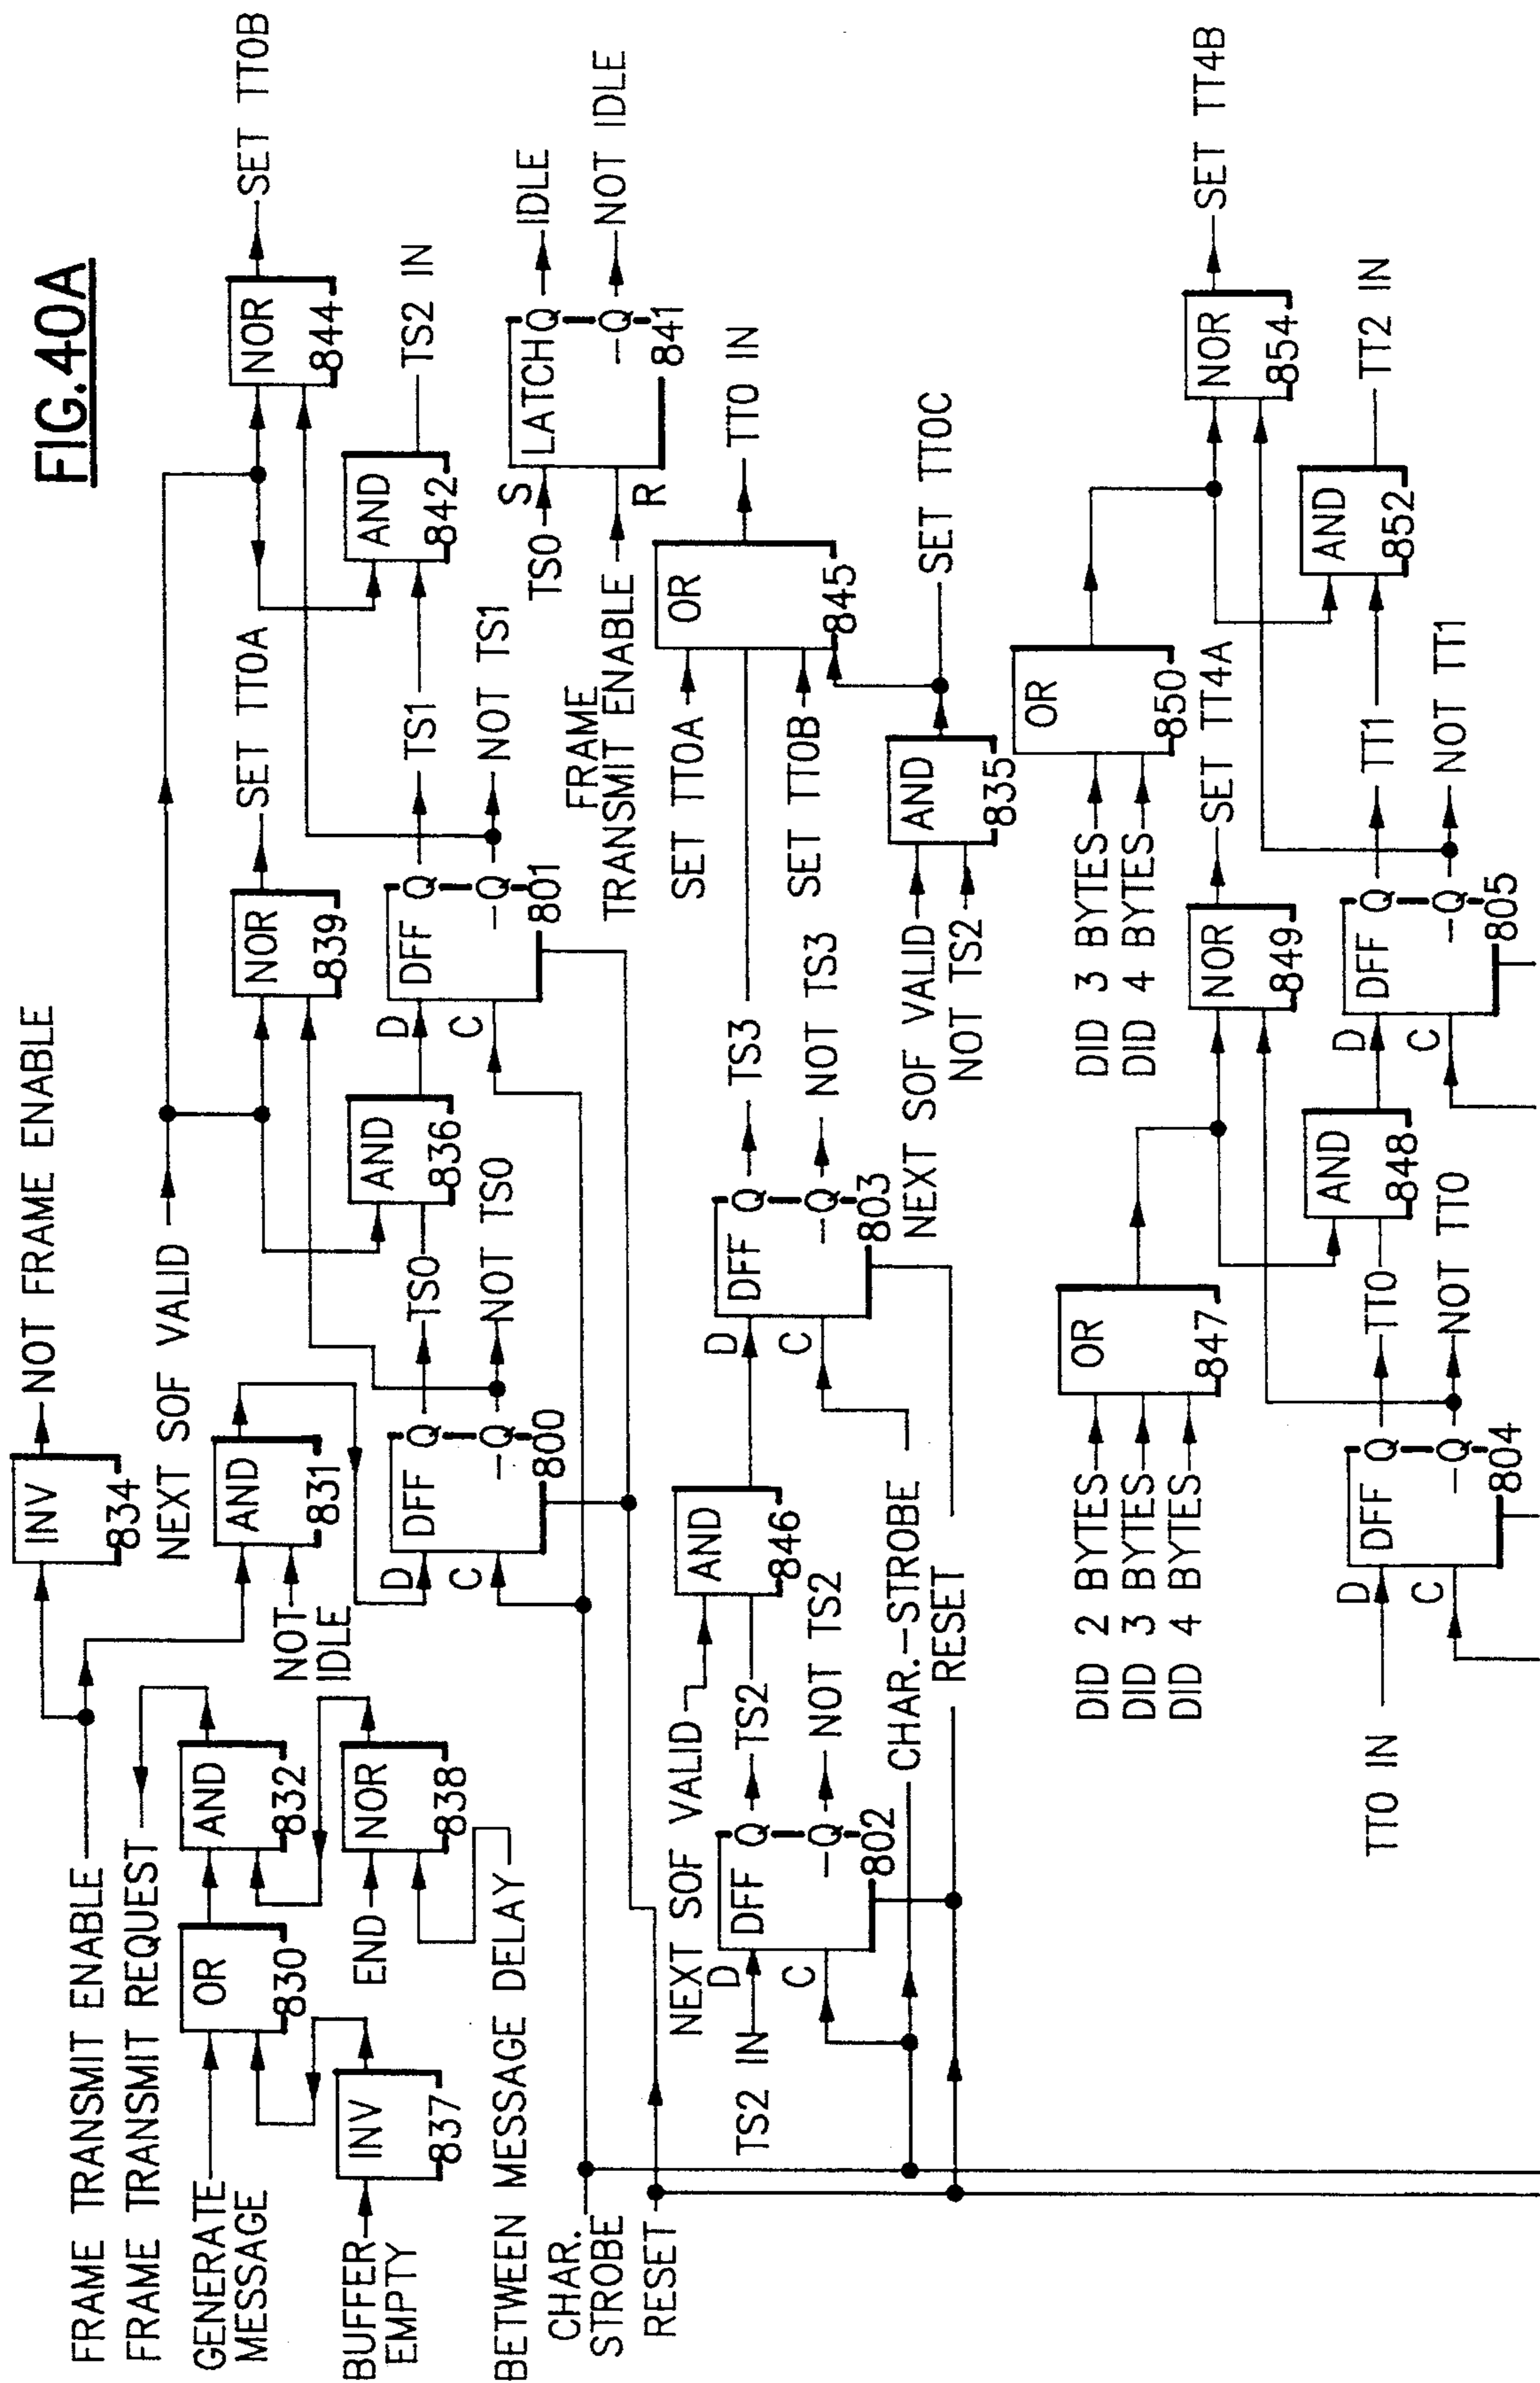 FIG.40A
FRAME TRANSMIT ENABLE
INV
834
NOT FRAME ENABLE
FRAME TRANSMIT REQUEST
NEXT SOF VALID
GENERATE
MESSAGE
OR
830
AND
832
NOT
IDLE
AND
831
NOR
839
SET TT0A
NOR
844
SET TT0B
BUFFER
EMPTY
INV
837
END
NOR
838
BETWEEN MESSAGE DELAY
D
C
DFF
Q
-Q
800
TS0
NOT TS0
AND
836
D
C
DFF
Q
-Q
801
TS1
NOT TS1
AND
842
TS2 IN
CHAR.
STROBE
RESET
TS0
S
LATCH
Q
-Q
R
841
IDLE
NOT IDLE
FRAME
TRANSMIT ENABLE
NEXT SOF VALID
TS2 IN
D
C
DFF
Q
-Q
802
TS2
NOT TS2
AND
846
D
C
DFF
Q
-Q
803
TS3
NOT TS3
SET TT0A
SET TT0B
OR
845
TT0 IN
CHAR.-STROBE
RESET
NEXT SOF VALID
NOT TS2
AND
835
SET TT0C
DID 2 BYTES
DID 3 BYTES
DID 4 BYTES
OR
847
DID 3 BYTES
DID 4 BYTES
OR
850
NOR
849
SET TT4A
NOR
854
SET TT4B
TT0 IN
D
C
DFF
Q
-Q
804
TT0
NOT TT0
AND
848
D
C
DFF
Q
-Q
805
TT1
NOT TT1
AND
852
TT2 IN